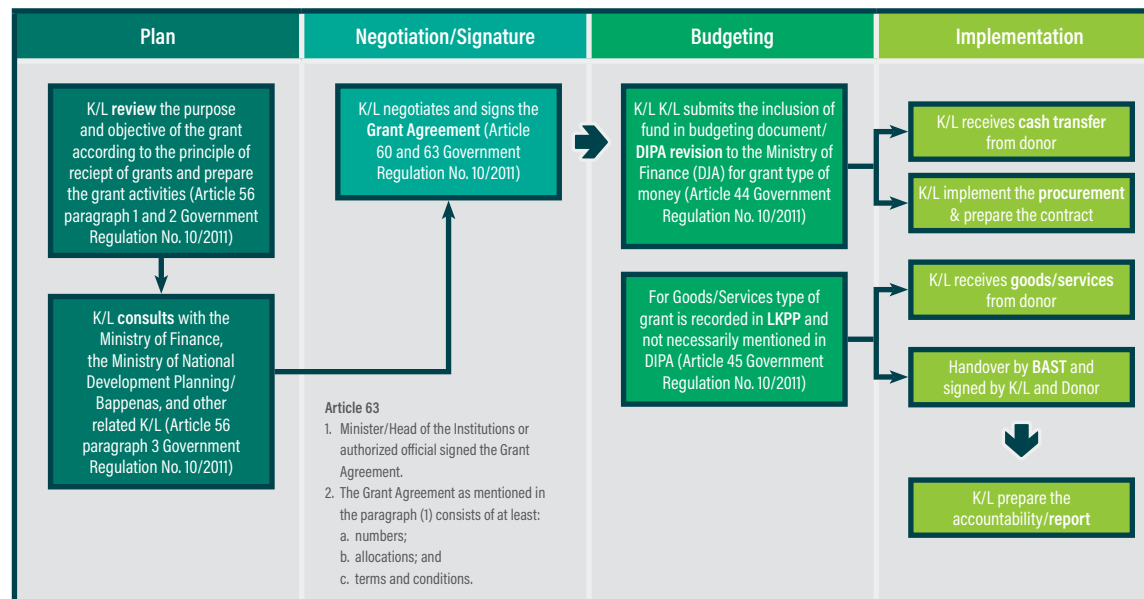 Plan
Negotiation/Signature
Budgeting
Implementation
K/L review the purpose
and objective of the grant
according to the principle of
reciept of grants and prepare
the grant activities (Article 56
paragraph 1 and 2 Government
Regulation No. 10/2011)
K/L consults with the
Ministry of Finance,
the Ministry of National
Development Planning/
Bappenas, and other
related K/L (Article 56
paragraph 3 Government
Regulation No. 10/2011)
K/L negotiates and signs the
Grant Agreement (Article
60 and 63 Government
Regulation No. 10/2011)
Article 63
1. Minister/Head of the Institutions or
authorized official signed the Grant
Agreement.
2. The Grant Agreement as mentioned in
the paragraph (1) consists of at least:
a. numbers;
b. allocations; and
c. terms and conditions.
K/L K/L submits the inclusion of
fund in budgeting document/
DIPA revision to the Ministry of
Finance (DJA) for grant type of
money (Article 44 Government
Regulation No. 10/2011)
For Goods/Services type of
grant is recorded in LKPP and
not necessarily mentioned in
DIPA (Article 45 Government
Regulation No. 10/2011)
K/L receives cash transfer
from donor
K/L implement the procurement
& prepare the contract
K/L receives goods/services
from donor
Handover by BAST and
signed by K/L and Donor
K/L prepare the
accountability/report